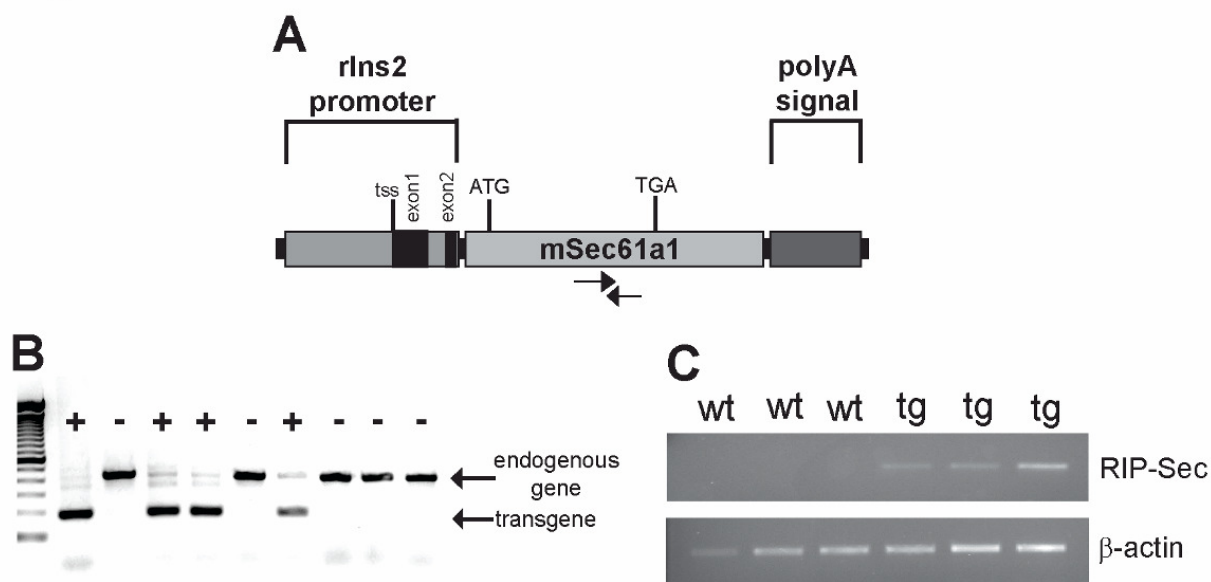 A
rIns2
promoter
polyA
signal
tss
exon1
exon2
ATG
TGA
mSec61a1
B
+ - + + - + - - -
endogenous
gene
transgene
C
wt wt wt tg tg tg
RIP-Sec
β-actin